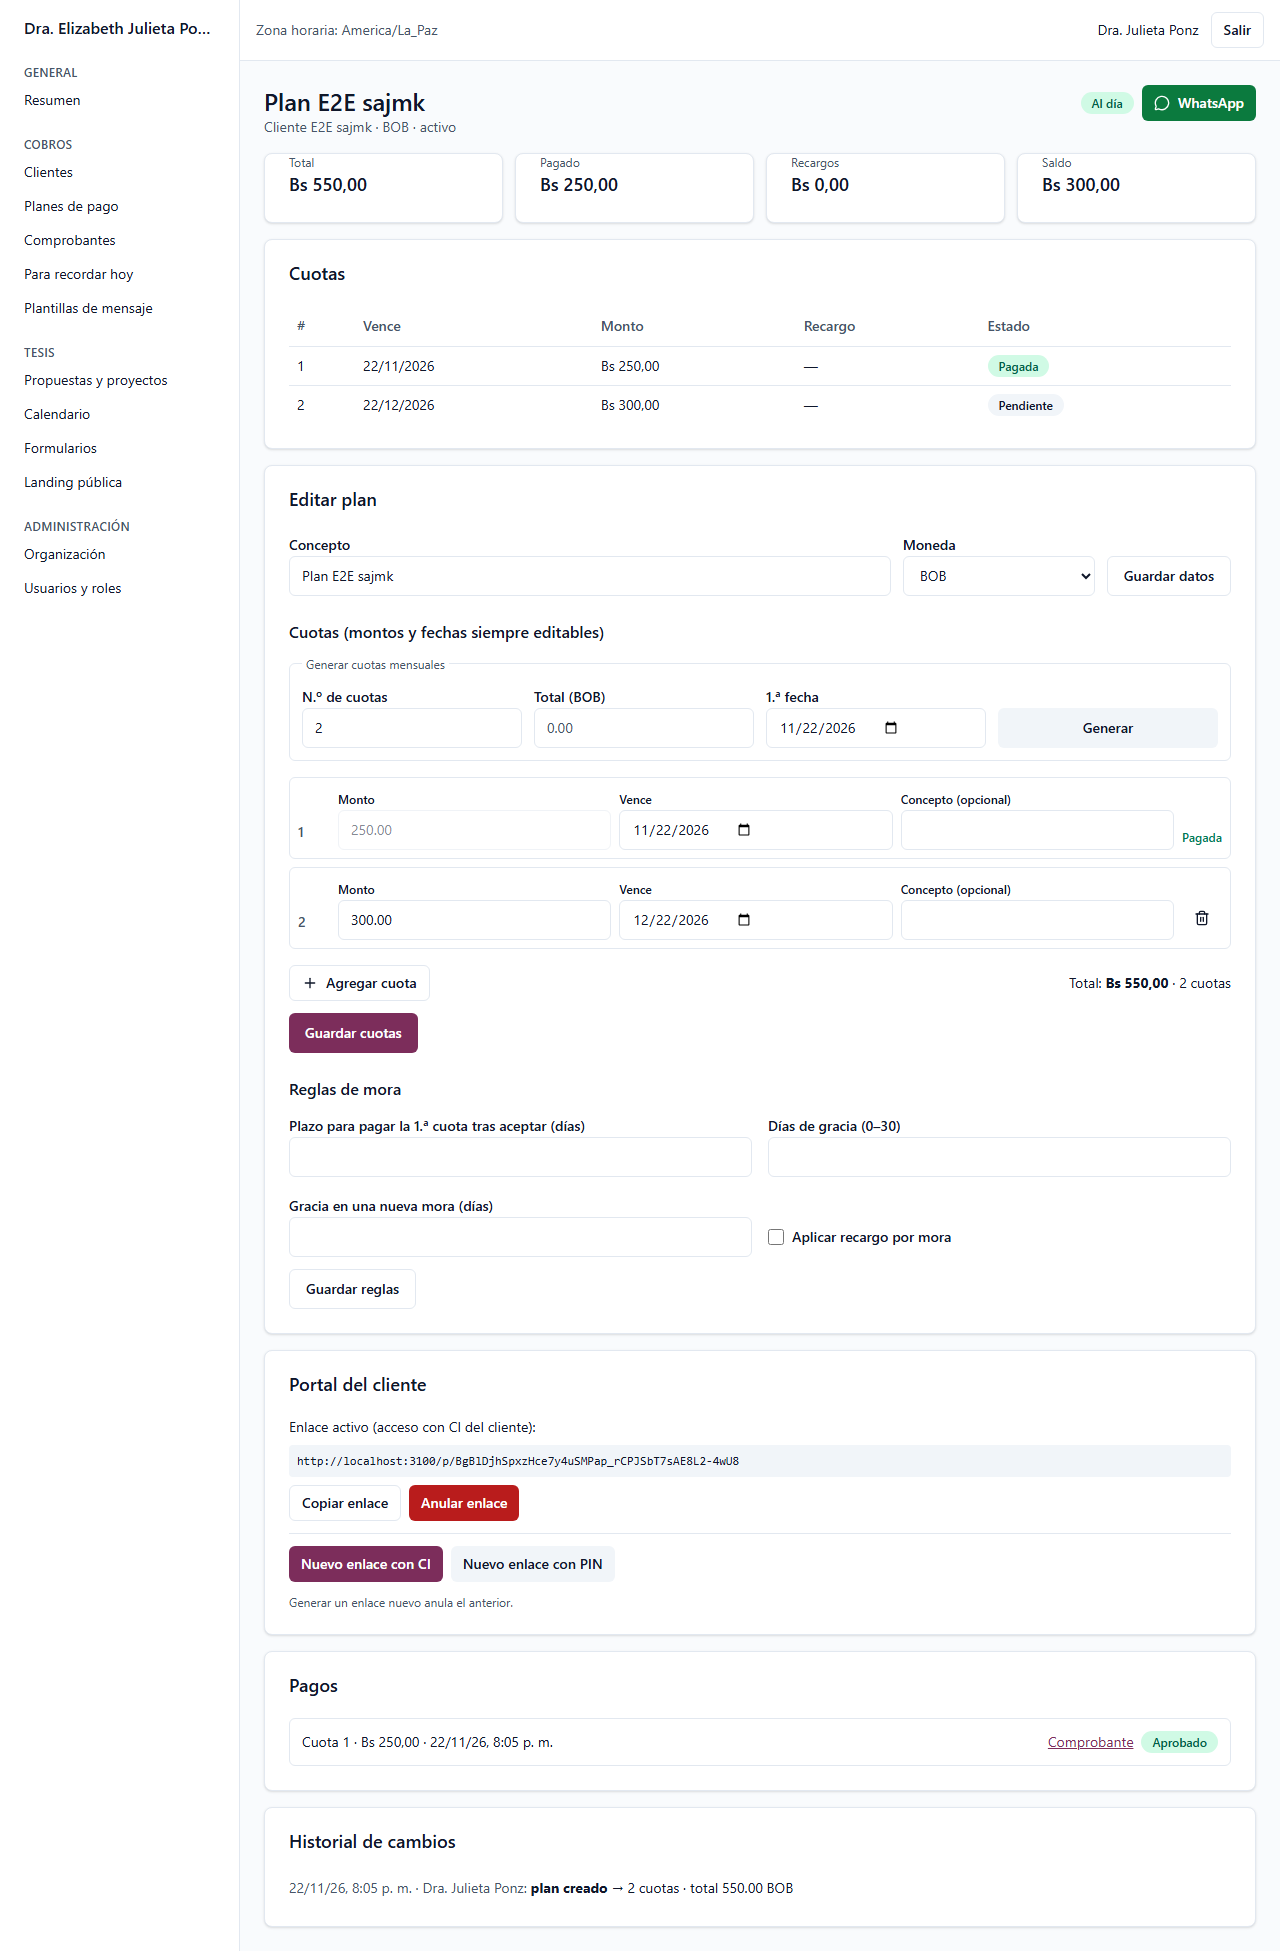 Dra. Elizabeth Julieta Po...
GENERAL
Resumen
COBROS
Clientes
Planes de pago
Comprobantes
Para recordar hoy
Plantillas de mensaje
TESIS
Propuestas y proyectos
Calendario
Formularios
Landing pública
ADMINISTRACIÓN
Organización
Usuarios y roles
Zona horaria: America/La_Paz
Dra. Julieta Ponz
Salir
Plan E2E sajmk
Cliente E2E sajmk · BOB · activo
Al día
WhatsApp
Total
Bs 550,00
Pagado
Bs 250,00
Recargos
Bs 0,00
Saldo
Bs 300,00
Cuotas
# Vence Monto Recargo Estado
1 22/11/2026 Bs 250,00 — Pagada
2 22/12/2026 Bs 300,00 — Pendiente
Editar plan
Concepto
Plan E2E sajmk
Moneda
BOB
Guardar datos
Cuotas (montos y fechas siempre editables)
Generar cuotas mensuales
N.º de cuotas
2
Total (BOB)
0.00
1.ª fecha
11/22/2026
Generar
1
Monto
250.00
Vence
11/22/2026
Concepto (opcional)
Pagada
2
Monto
300.00
Vence
12/22/2026
Concepto (opcional)
Agregar cuota
Total: Bs 550,00 · 2 cuotas
Guardar cuotas
Reglas de mora
Plazo para pagar la 1.ª cuota tras aceptar (días)
Días de gracia (0–30)
Gracia en una nueva mora (días)
Aplicar recargo por mora
Guardar reglas
Portal del cliente
Enlace activo (acceso con CI del cliente):
http://localhost:3100/p/BgBlDjhSpxzHce7y4uSMPap_rCPJSbT7sAE8L2-4wU8
Copiar enlace
Anular enlace
Nuevo enlace con CI
Nuevo enlace con PIN
Generar un enlace nuevo anula el anterior.
Pagos
Cuota 1 · Bs 250,00 · 22/11/26, 8:05 p. m.
Comprobante
Aprobado
Historial de cambios
22/11/26, 8:05 p. m. · Dra. Julieta Ponz: plan creado → 2 cuotas · total 550.00 BOB